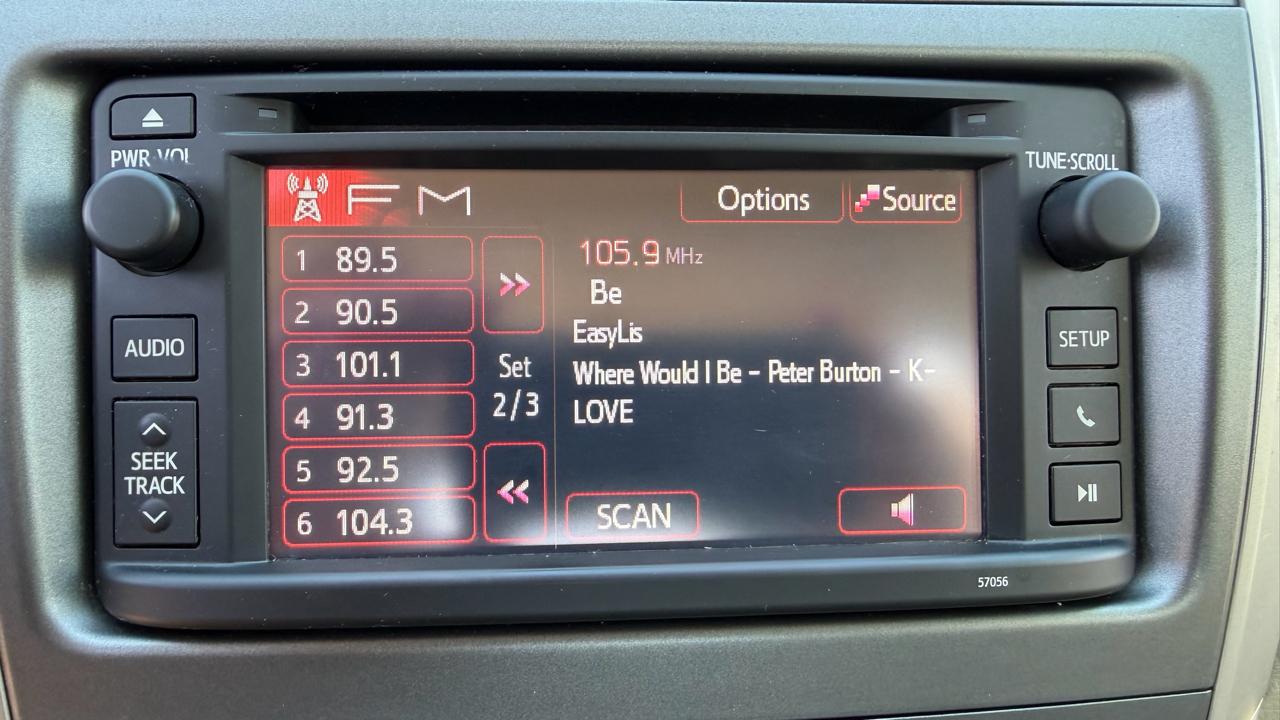 PWR·VOL
TUNE·SCROLL
FM
Options
Source
1 89.5
2 90.5
3 101.1
4 91.3
5 92.5
6 104.3
Set
2/3
105.9 MHz
Be
EasyLis
Where Would I Be - Peter Burton - K-
LOVE
SCAN
AUDIO
SEEK
TRACK
SETUP
57056